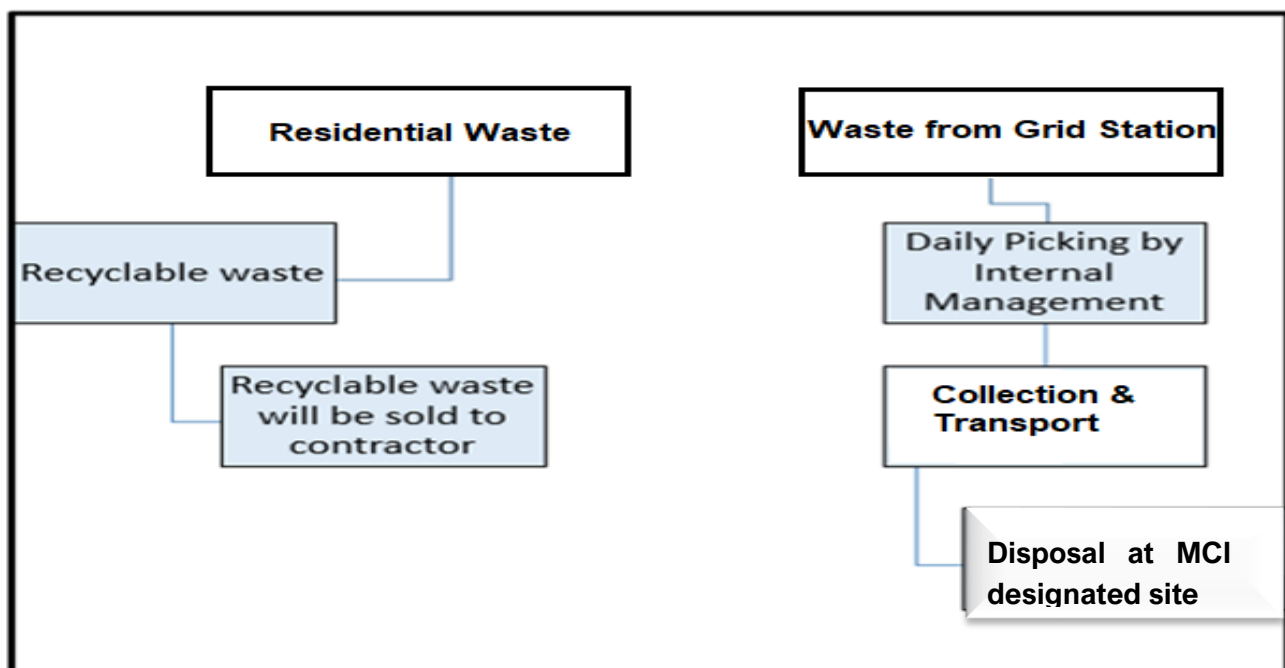 Residential Waste
Waste from Grid Station
Recyclable waste
Daily Picking by
Internal
Management
Recyclable waste
will be sold to
contractor
Collection &
Transport
Disposal at MCI
designated site